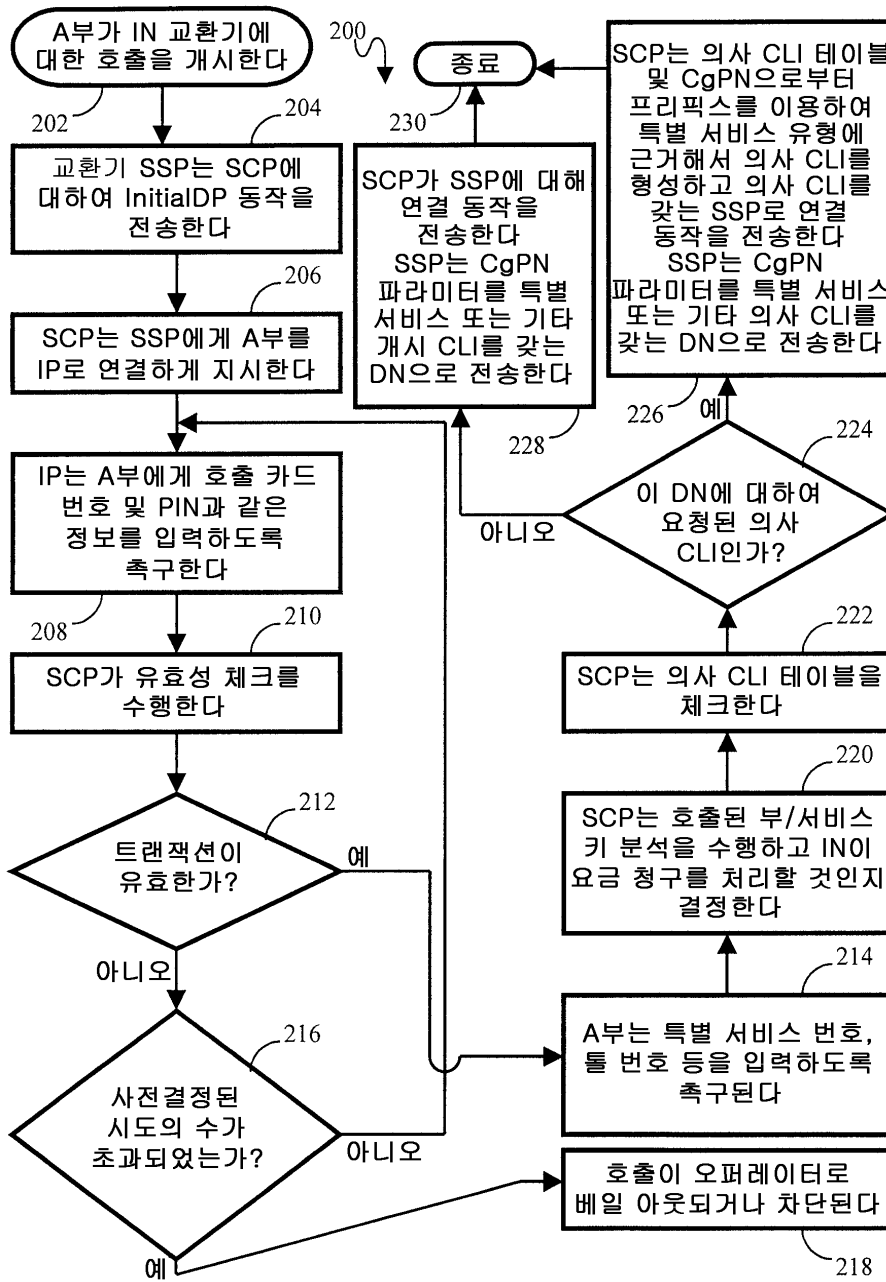 A부가 IN 교환기에
대한 호출을 개시한다
202
204
교환기 SSP는 SCP에
대하여 InitialDP 동작을
전송한다
206
SCP는 SSP에게 A부를
IP로 연결하게 지시한다
IP는 A부에게 호출 카드
번호 및 PIN과 같은
정보를 입력하도록
촉구한다
208
210
SCP가 유효성 체크를
수행한다
212
트랜잭션이
유효한가?
예
아니오
216
사전결정된
시도의 수가
초과되었는가?
아니오
예
200
종료
230
SCP가 SSP에 대해
연결 동작을
전송한다
SSP는 CgPN
파라미터를 특별
서비스 또는 기타
개시 CLI를 갖는
DN으로 전송한다
228
SCP는 의사 CLI 테이블
및 CgPN으로부터
프리픽스를 이용하여
특별 서비스 유형에
근거해서 의사 CLI를
형성하고 의사 CLI를
갖는 SSP로 연결
동작을 전송한다
SSP는 CgPN
파라미터를 특별 서비스
또는 기타 의사 CLI를
갖는 DN으로 전송한다
226
예
224
이 DN에 대하여
요청된 의사
CLI인가?
아니오
222
SCP는 의사 CLI 테이블을
체크한다
220
SCP는 호출된 부/서비스
키 분석을 수행하고 IN이
요금 청구를 처리할 것인지
결정한다
214
A부는 특별 서비스 번호,
톨 번호 등을 입력하도록
촉구된다
호출이 오퍼레이터로
베일 아웃되거나 차단된다
218